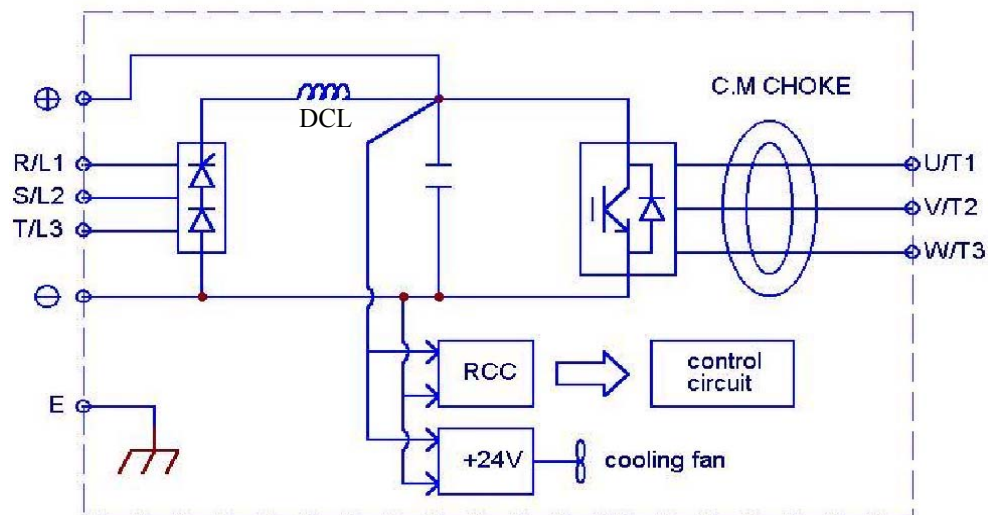 C.M CHOKE
DCL
R/L1
S/L2
T/L3
U/T1
V/T2
W/T3
RCC
control
circuit
E
+24V
cooling fan